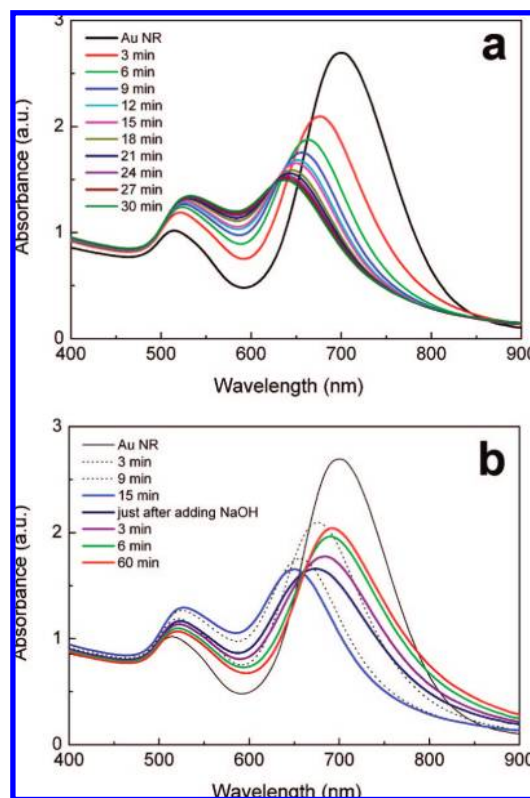 a
Au NR
3 min
6 min
9 min
12 min
15 min
18 min
21 min
24 min
27 min
30 min
Absorbance (a.u.)
3
2
1
0
400 500 600 700 800 900
Wavelength (nm)
b
Au NR
3 min
9 min
15 min
just after adding NaOH
3 min
6 min
60 min
Absorbance (a.u.)
3
2
1
0
400 500 600 700 800 900
Wavelength (nm)